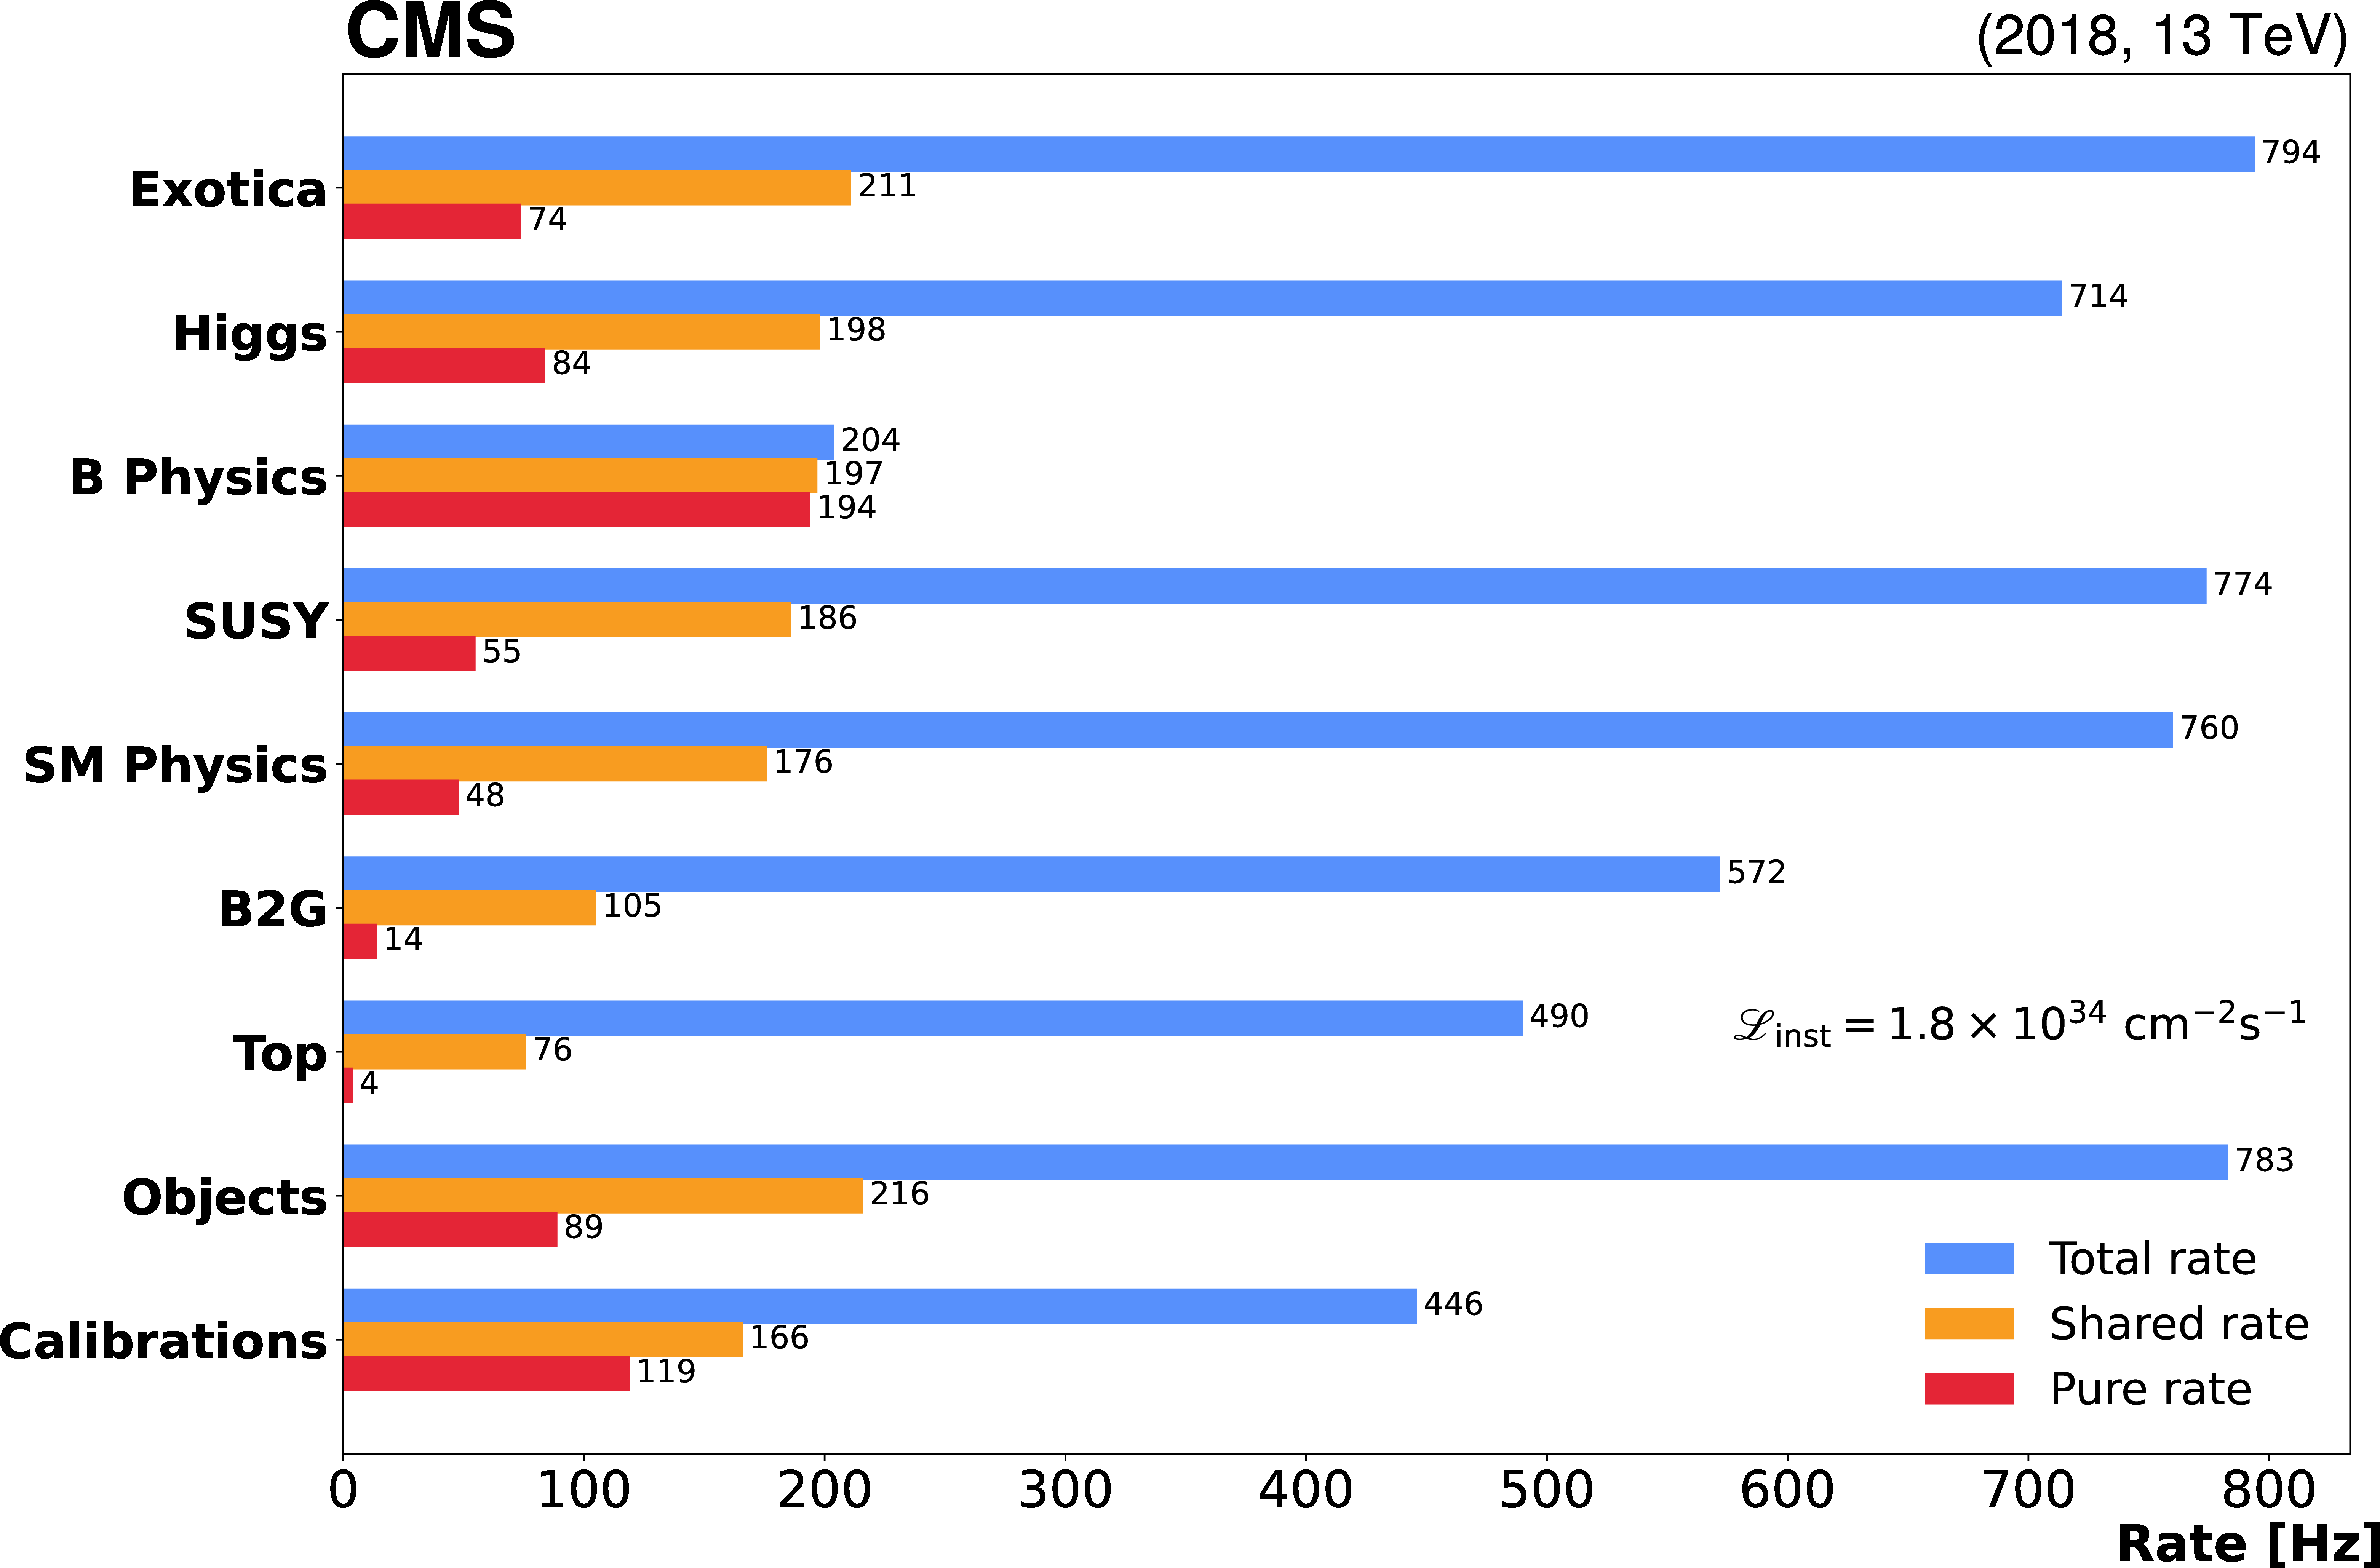 CMS
(2018, 13 TeV)
Exotica
794
211
74
Higgs
714
198
84
B Physics
204
197
194
SUSY
774
186
55
SM Physics
760
176
48
B2G
572
105
14
Top
490
76
4
ℒinst = 1.8 × 10³⁴ cm⁻²s⁻¹
Objects
783
216
89
Calibrations
446
166
119
Total rate
Shared rate
Pure rate
0 100 200 300 400 500 600 700 800
Rate [Hz]